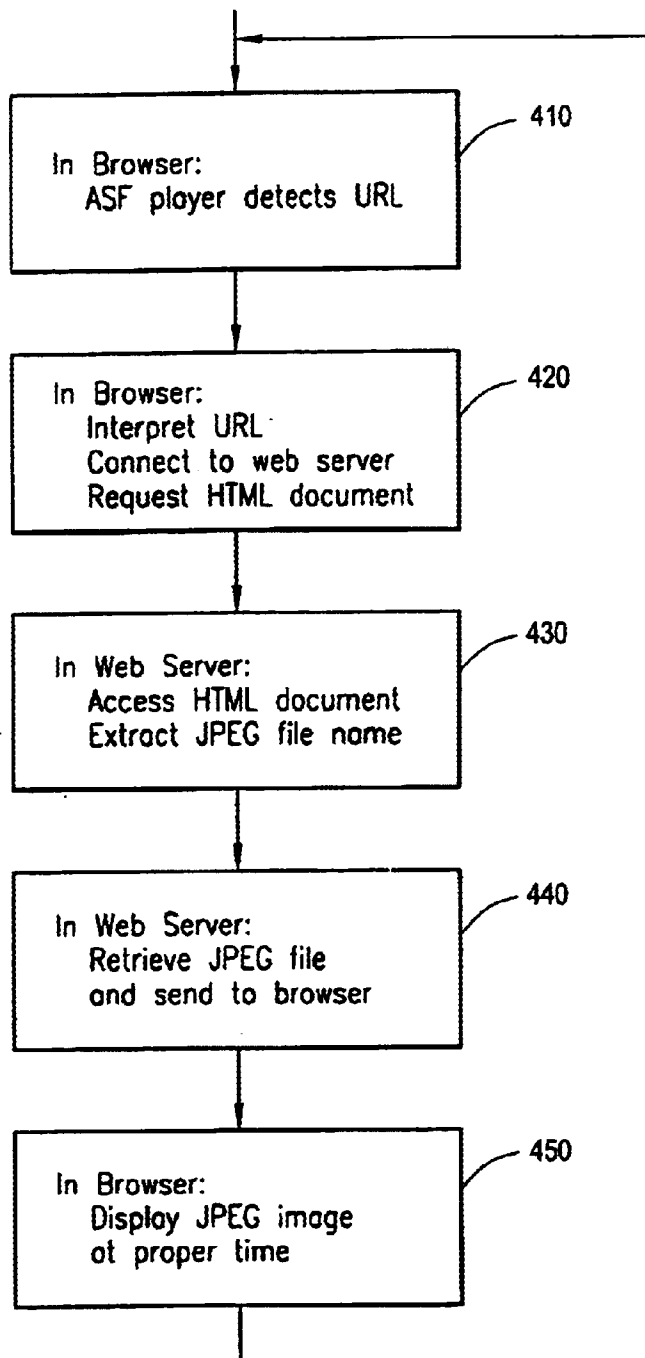 410
In Browser:
ASF player detects URL
420
In Browser:
Interpret URL
Connect to web server
Request HTML document
430
In Web Server:
Access HTML document
Extract JPEG file name
440
In Web Server:
Retrieve JPEG file
and send to browser
450
In Browser:
Display JPEG image
at proper time